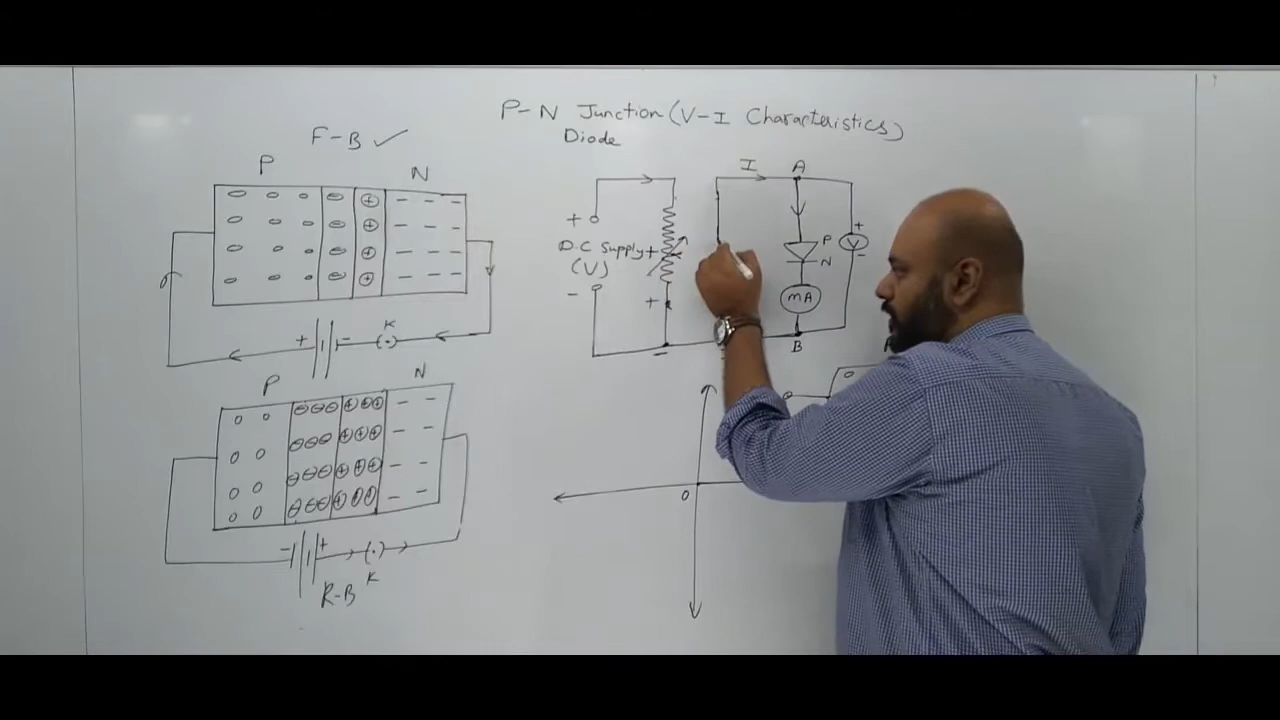 P-N Junction (V-I Characteristics)
Diode
F-B ✓
P N
+ - K
P N
- + K
R-B
I A
+
D.C Supply +
(V)
- +
-
P
N
+
V
-
mA
B
0